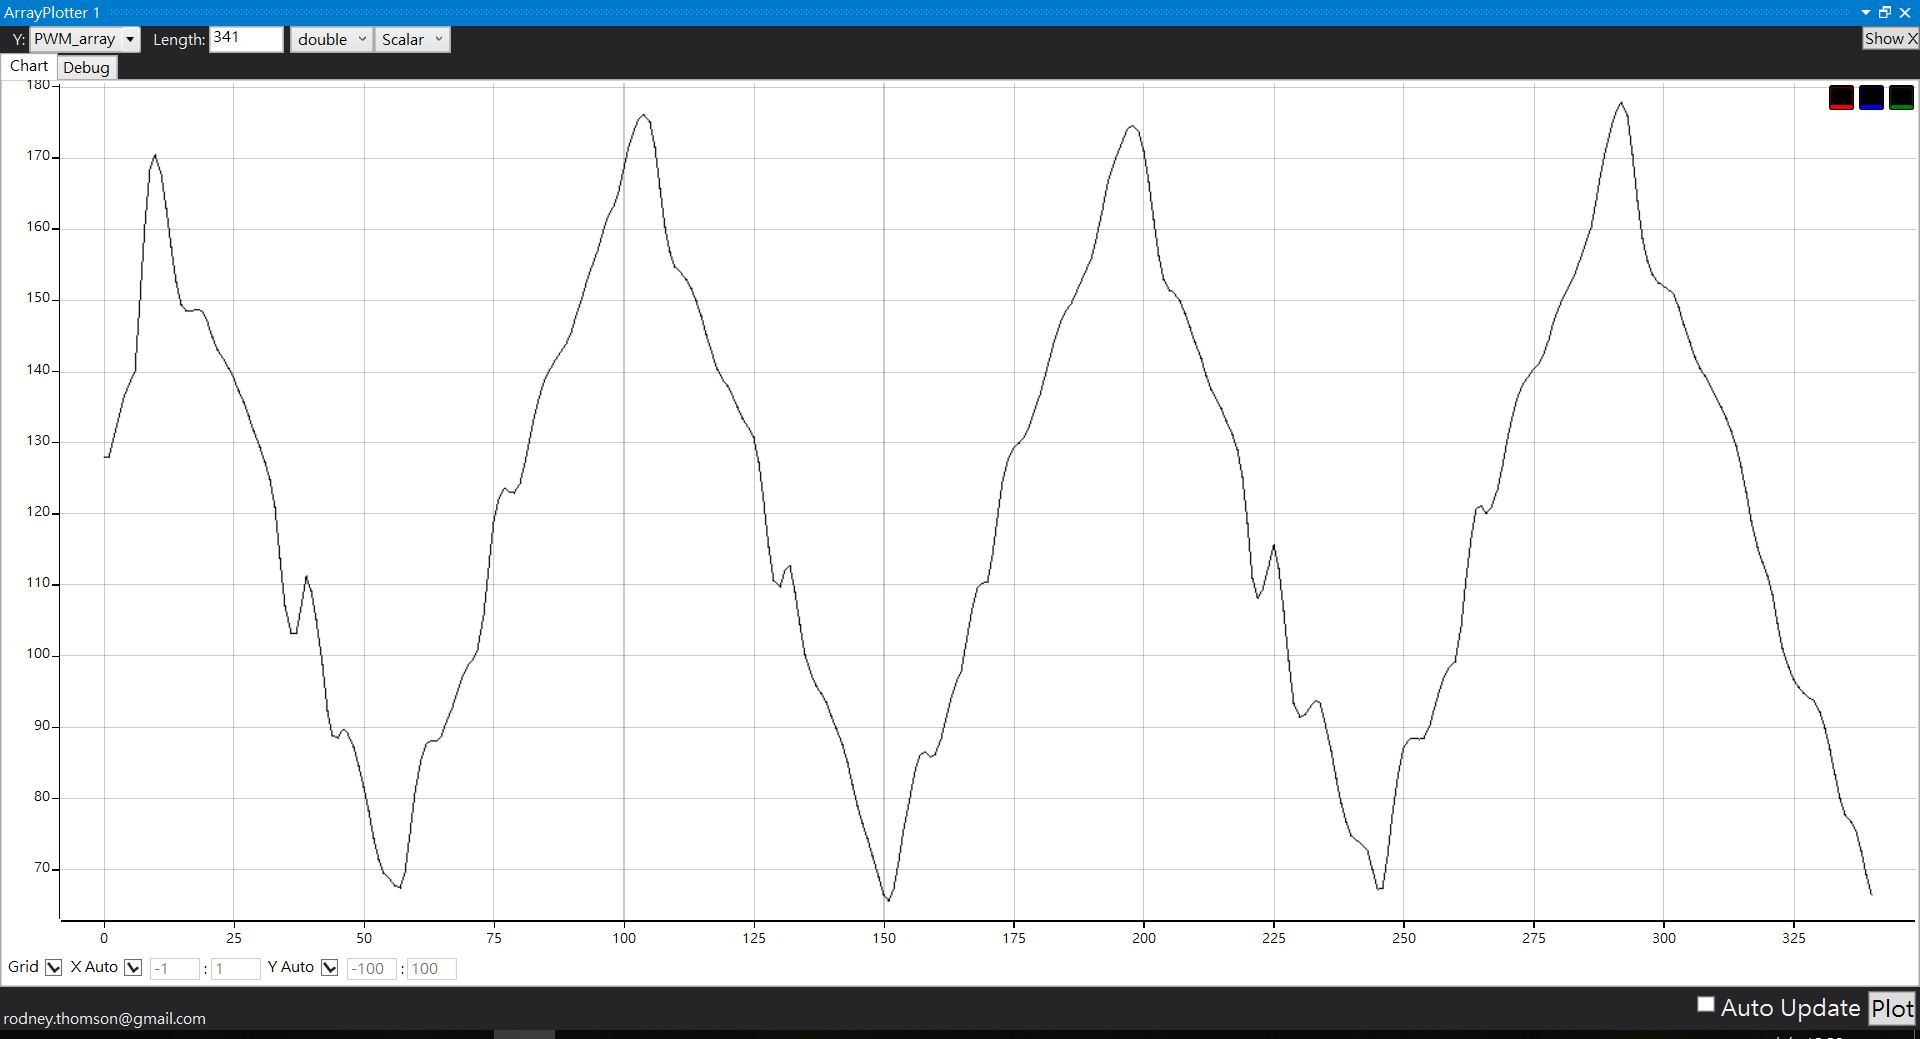 ArrayPlotter 1
Y: PWM_array Length: 341 double Scalar Show X
Chart Debug
180
170
160
150
140
130
120
110
100
90
80
70
0 25 50 75 100 125 150 175 200 225 250 275 300 325
Grid X Auto -1 : 1 Y Auto -100 : 100
Auto Update Plot
rodney.thomson@gmail.com